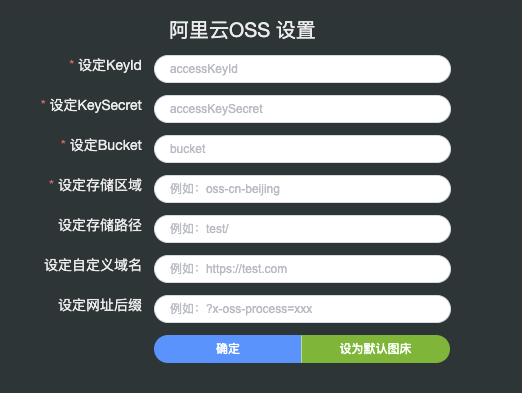 阿里云OSS 设置
* 设定KeyId accessKeyId
* 设定KeySecret accessKeySecret
* 设定Bucket bucket
* 设定存储区域 例如：oss-cn-beijing
设定存储路径 例如：test/
设定自定义域名 例如：https://test.com
设定网址后缀 例如：?x-oss-process=xxx
确定 设为默认图床